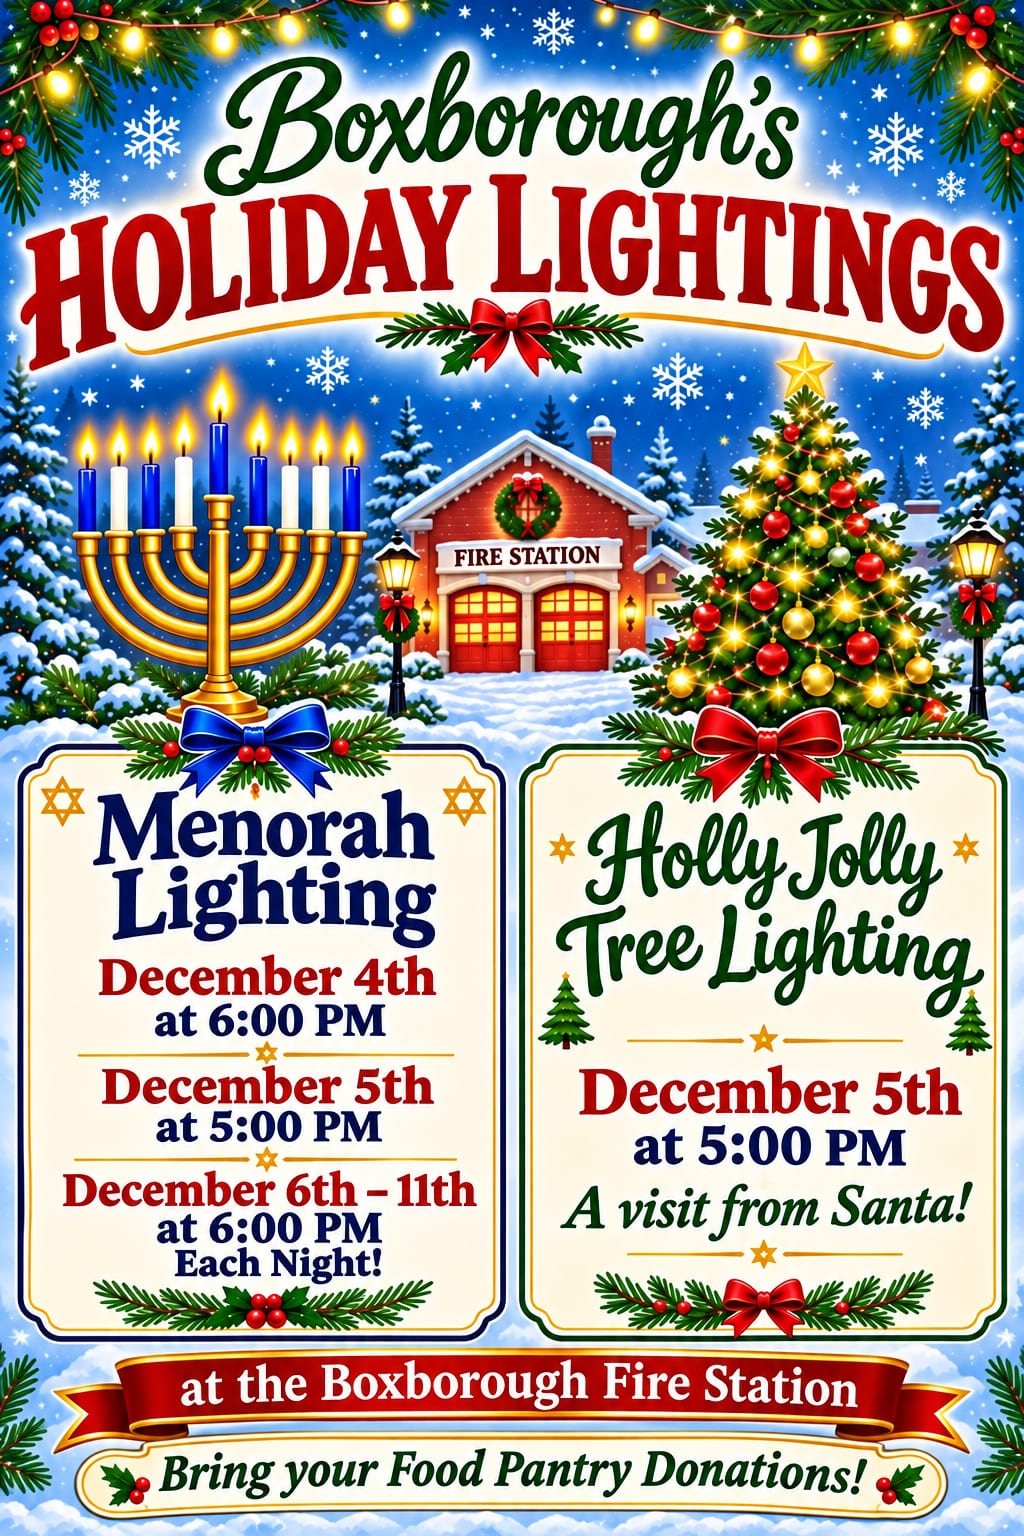 Boxborough's
HOLIDAY LIGHTINGS
FIRE STATION
Menorah
Lighting
December 4th
at 6:00 PM
December 5th
at 5:00 PM
December 6th – 11th
at 6:00 PM
Each Night!
Holly Jolly
Tree Lighting
December 5th
at 5:00 PM
A visit from Santa!
at the Boxborough Fire Station
Bring your Food Pantry Donations!